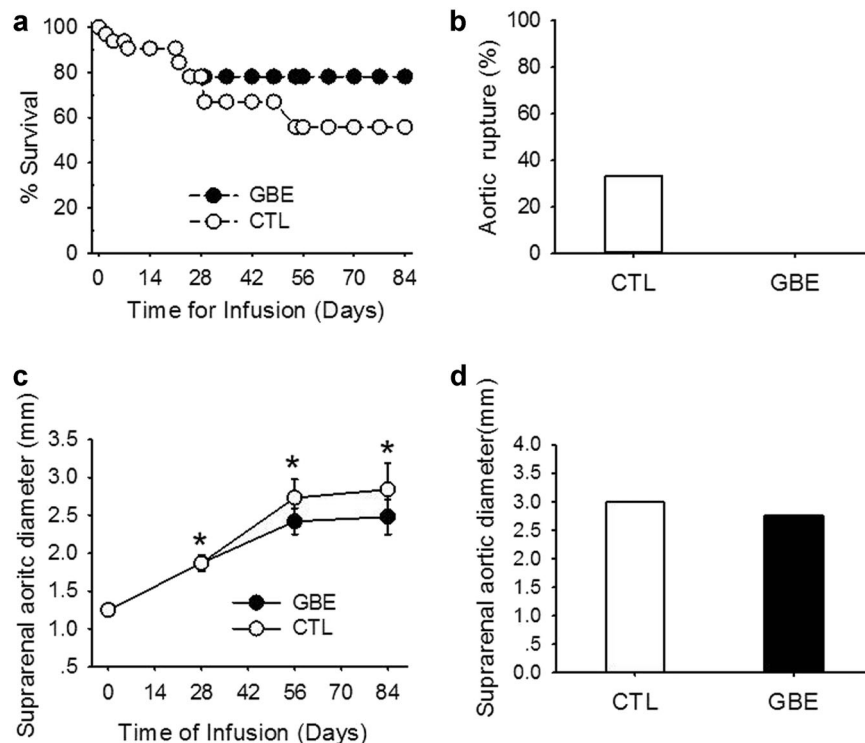 a
100
80
60
40
20
0
% Survival
GBE
CTL
0 14 28 42 56 70 84
Time for Infusion (Days)
b
100
80
60
40
20
0
Aortic rupture (%)
CTL GBE
c
3.5
3.0
2.5
2.0
1.5
1.0
.5
Suprarenal aoritc diameter (mm)
* * *
GBE
CTL
0 14 28 42 56 70 84
Time of Infusion (Days)
d
4.0
3.5
3.0
2.5
2.0
1.5
1.0
.5
0.0
Suprarenal aortic diameter(mm)
CTL GBE